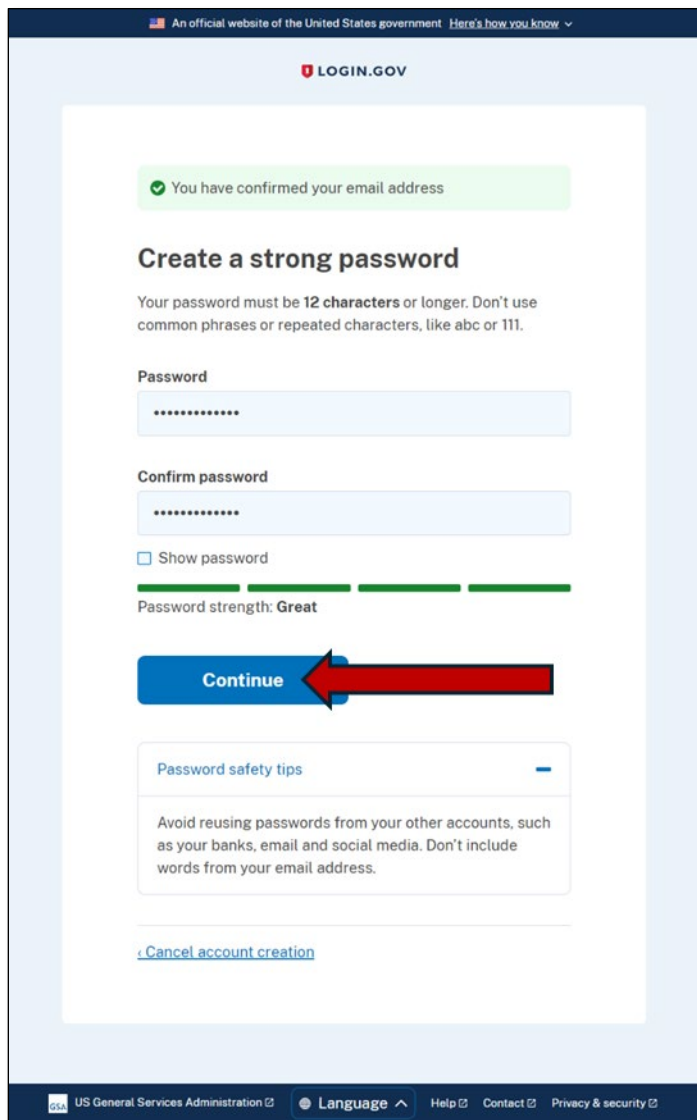 An official website of the United States government Here's how you know
LOGIN.GOV
You have confirmed your email address
Create a strong password
Your password must be 12 characters or longer. Don't use
common phrases or repeated characters, like abc or 111.
Password
•••••••••••••
Confirm password
•••••••••••••
Show password
Password strength: Great
Continue
Password safety tips
Avoid reusing passwords from your other accounts, such
as your banks, email and social media. Don't include
words from your email address.
‹ Cancel account creation
GSA US General Services Administration Language Help Contact Privacy & security